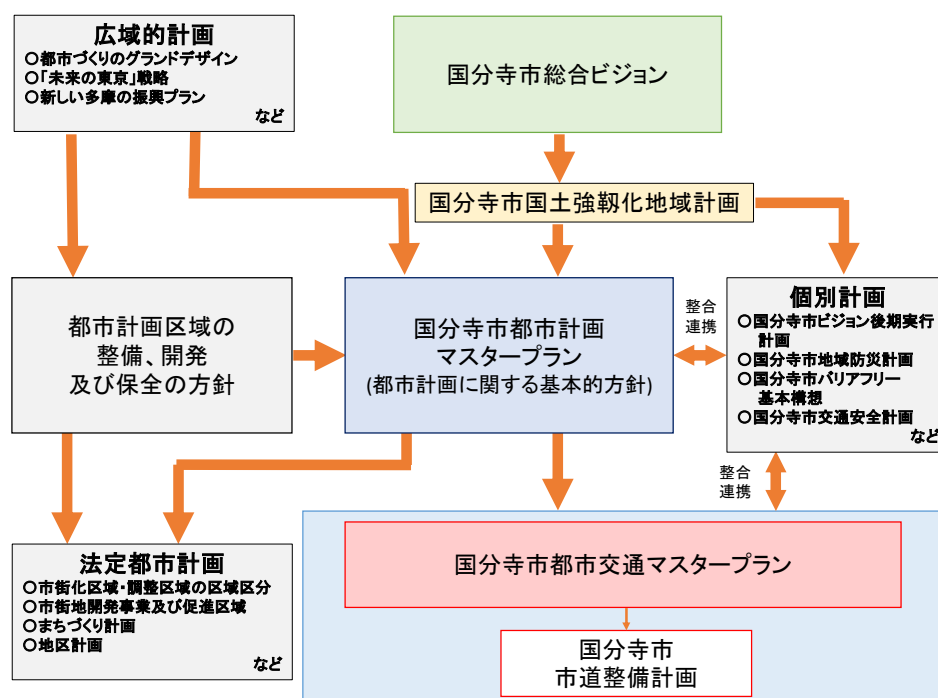 広域的計画
○都市づくりのグランドデザイン
○「未来の東京」戦略
○新しい多摩の振興プラン
など
国分寺市総合ビジョン
国分寺市国土強靱化地域計画
都市計画区域の
整備、開発
及び保全の方針
国分寺市都市計画
マスタープラン
(都市計画に関する基本的方針)
整合
連携
個別計画
○国分寺市ビジョン後期実行
計画
○国分寺市地域防災計画
○国分寺市バリアフリー
基本構想
○国分寺市交通安全計画
など
整合
連携
法定都市計画
○市街化区域・調整区域の区域区分
○市街地開発事業及び促進区域
○まちづくり計画
○地区計画
など
国分寺市都市交通マスタープラン
国分寺市
市道整備計画